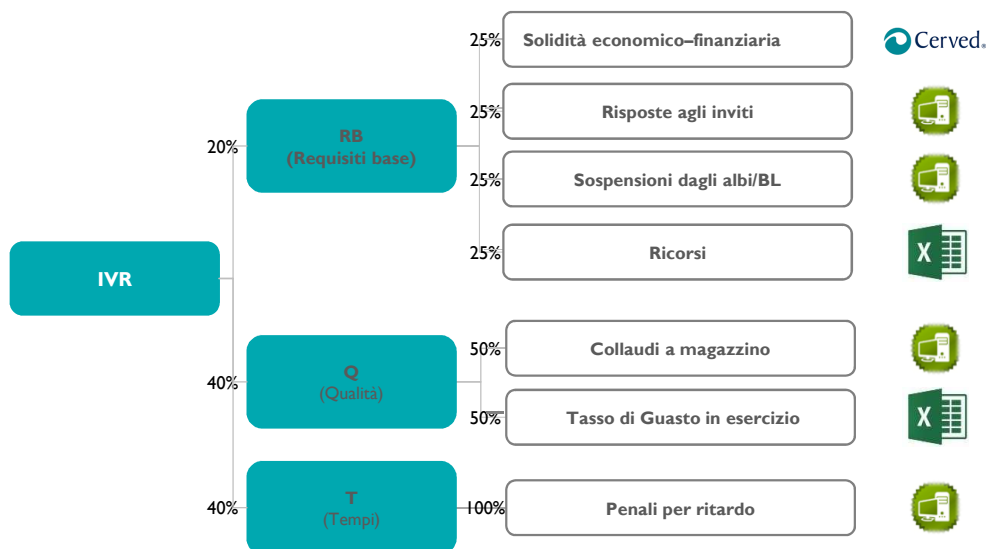 25%
Solidità economico–finanziaria
Cerved.
25%
Risposte agli inviti
20%
RB
(Requisiti base)
25%
Sospensioni dagli albi/BL
25%
Ricorsi
IVR
50%
Collaudi a magazzino
40%
Q
(Qualità)
50%
Tasso di Guasto in esercizio
40%
T
(Tempi)
100%
Penali per ritardo